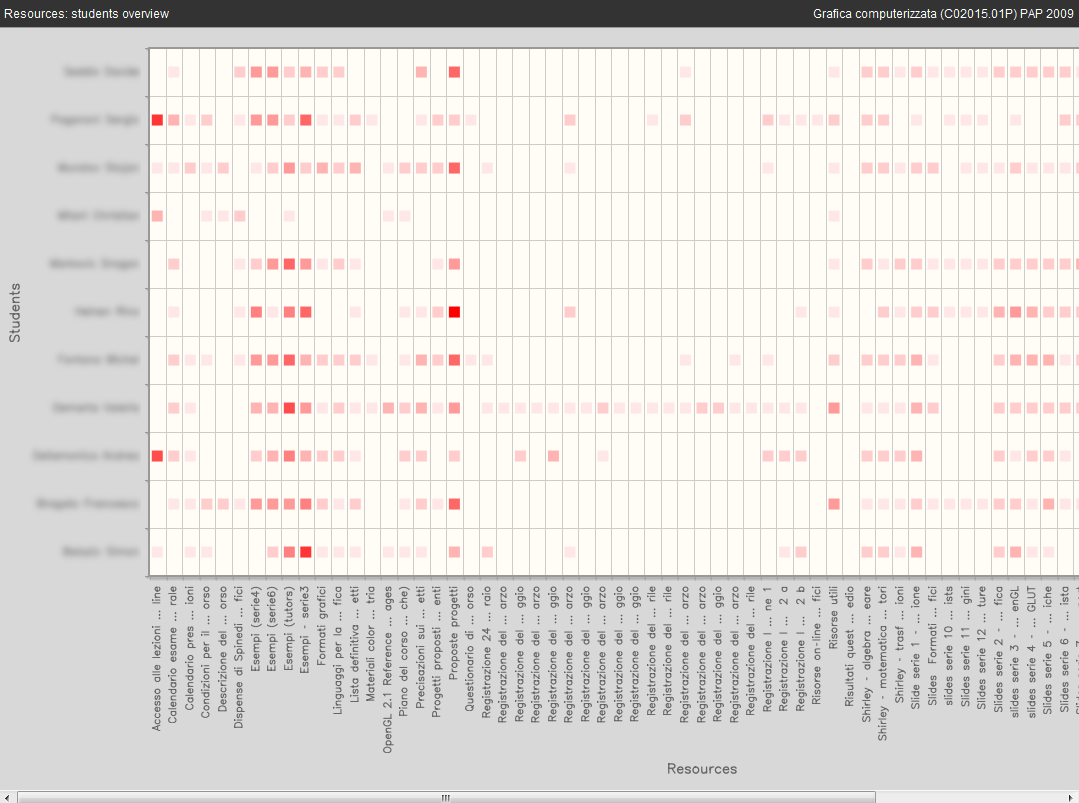 Resources: students overview
Grafica computerizzata (C02015.01P) PAP 2009
Students
Accesso alle lezioni ... line
Calendario esame ... rale
Calendario pres ... ioni
Condizioni per il ... orso
Descrizione del ... orso
Dispense di Spinedi ... fici
Esempi (serie4)
Esempi (serie6)
Esempi (tutors)
Esempi - serie3
Formati grafici
Linguaggi per la ... fica
Lista definitiva ... etti
Materiali color ... tria
OpenGL 2.1 Reference ... ages
Piano del corso ... che)
Precisazioni sui ... etti
Progetti proposti ... enti
Proposte progetti
Questionario di ... orso
Registrazione 24 ... raio
Registrazione del ... arzo
Registrazione del ... ggio
Registrazione del ... arzo
Registrazione del ... ggio
Registrazione del ... arzo
Registrazione del ... ggio
Registrazione del ... arzo
Registrazione del ... ggio
Registrazione del ... ggio
Registrazione del ... rile
Registrazione del ... rile
Registrazione del ... arzo
Registrazione del ... arzo
Registrazione del ... ggio
Registrazione del ... arzo
Registrazione del ... rile
Registrazione l ... ne 1
Registrazione l ... 2 a
Registrazione l ... 2 b
Risorse on-line ... fici
Risorse utili
Risultati quest ... edio
Shirley - algebra ... eare
Shirley - matematica ... tori
Shirley - trasf ... ioni
Slide serie 1 - ... ione
Slides Formati ... fici
slides serie 10 ... ists
Slides serie 11 ... gini
Slides serie 12 ... ture
Slides serie 2 - ... fica
slides serie 3 - ... enGL
slides serie 4 - ... GLUT
Slides serie 5 - ... iche
Slides serie 6 - ... ista
Resources